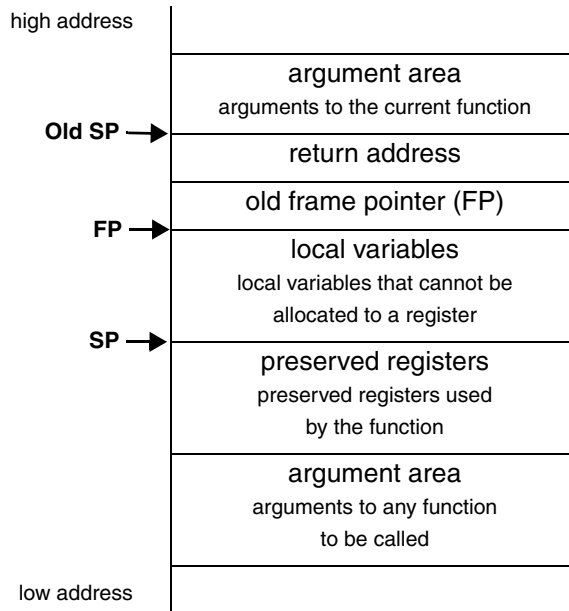 high address
argument area
arguments to the current function
Old SP
return address
old frame pointer (FP)
FP
local variables
local variables that cannot be
allocated to a register
SP
preserved registers
preserved registers used
by the function
argument area
arguments to any function
to be called
low address